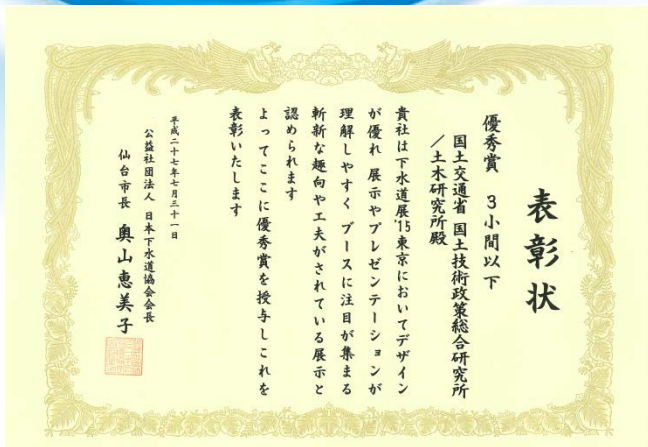 表彰状
優秀賞 3小間以下
国土交通省 国土技術政策総合研究所
/土木研究所殿
貴社は下水道展'15東京においてデザイン
が優れ 展示やプレゼンテーションが
理解しやすく ブースに注目が集まる
斬新な趣向や工夫がされている展示と
認められます
よってここに優秀賞を授与しこれを
表彰いたします
平成二十七年七月三十一日
公益社団法人 日本下水道協会会長
仙台市長 奥山恵美子